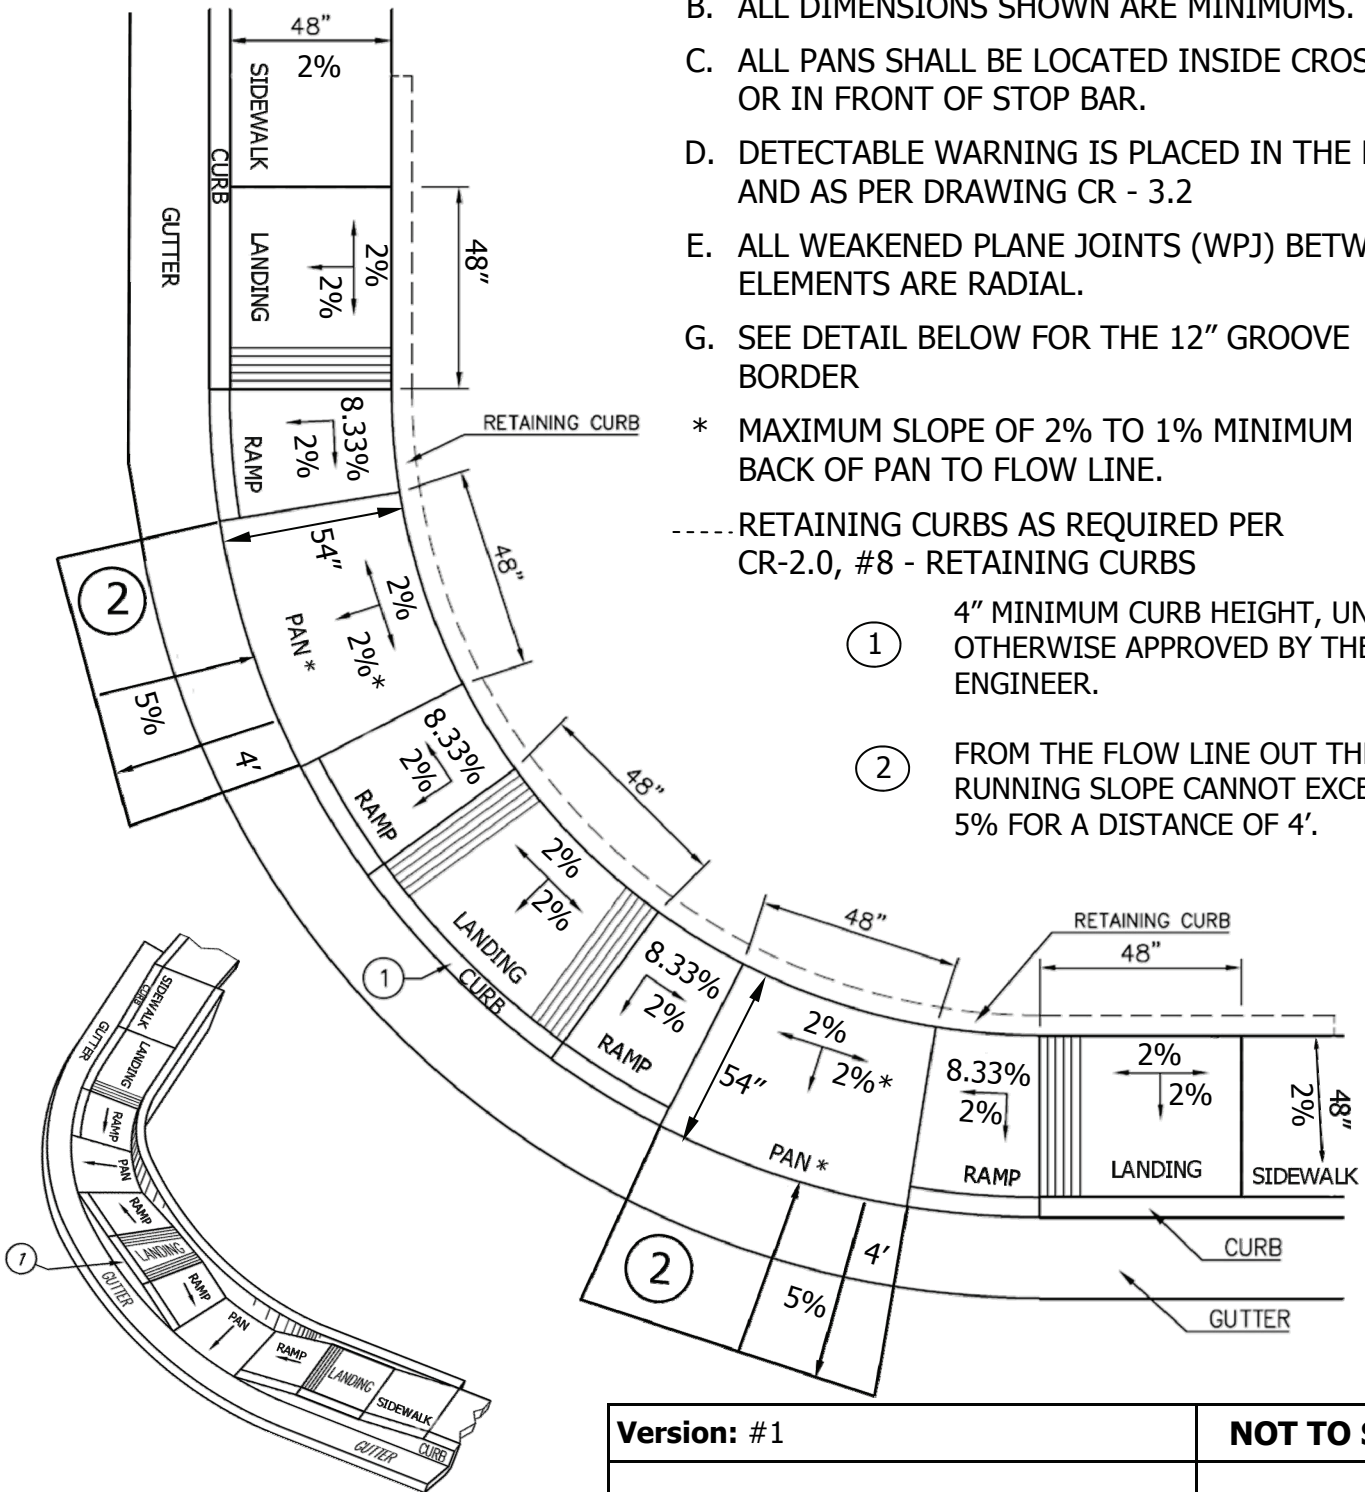 B. ALL DIMENSIONS SHOWN ARE MINIMUMS.
C. ALL PANS SHALL BE LOCATED INSIDE CROS
OR IN FRONT OF STOP BAR.
D. DETECTABLE WARNING IS PLACED IN THE
AND AS PER DRAWING CR - 3.2
E. ALL WEAKENED PLANE JOINTS (WPJ) BETW
ELEMENTS ARE RADIAL.
G. SEE DETAIL BELOW FOR THE 12" GROOVE
BORDER
* MAXIMUM SLOPE OF 2% TO 1% MINIMUM
BACK OF PAN TO FLOW LINE.
-----RETAINING CURBS AS REQUIRED PER
CR-2.0, #8 - RETAINING CURBS
1 4" MINIMUM CURB HEIGHT, UN
OTHERWISE APPROVED BY THE
ENGINEER.
2 FROM THE FLOW LINE OUT THE
RUNNING SLOPE CANNOT EXCE
5% FOR A DISTANCE OF 4'.
48"
2%
SIDEWALK
CURB
GUTTER
LANDING
2%
2%
48"
RAMP
8.33%
2%
RETAINING CURB
54"
48"
2
PAN *
2%
2%*
5%
4'
8.33%
2%
RAMP
48"
2%
2%
LANDING
1
CURB
8.33%
2%
RAMP
48"
54"
2%
2%*
PAN *
2
4'
5%
RETAINING CURB
48"
8.33%
2%
RAMP
2%
2%
LANDING
2%
48"
SIDEWALK
CURB
GUTTER
SIDEWALK
CURB
GUTTER
LANDING
RAMP
PAN
RAMP
LANDING
1
GUTTER
RAMP
PAN
RAMP
LANDING
SIDEWALK
CURB
GUTTER
Version: #1
NOT TO S